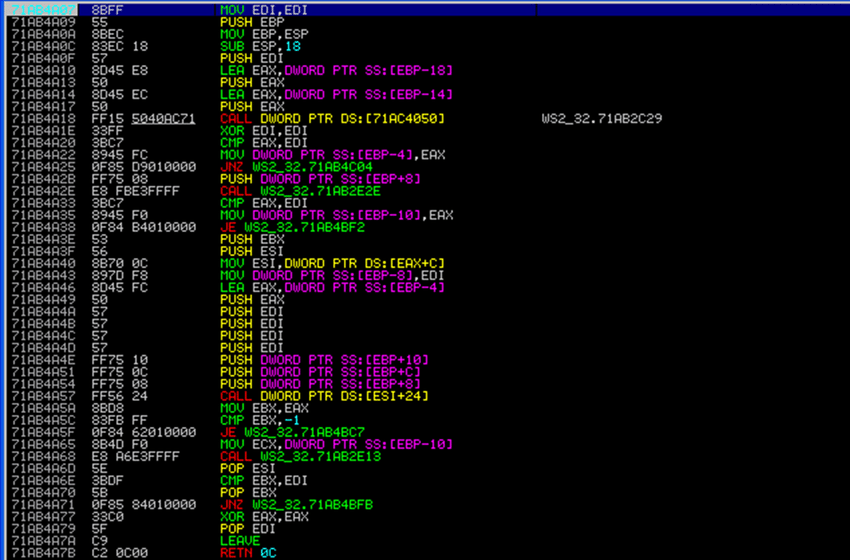 71AB4A07 8BFF MOV EDI,EDI
71AB4A09 55 PUSH EBP
71AB4A0A 8BEC MOV EBP,ESP
71AB4A0C 83EC 18 SUB ESP,18
71AB4A0F 57 PUSH EDI
71AB4A10 8D45 E8 LEA EAX,DWORD PTR SS:[EBP-18]
71AB4A13 50 PUSH EAX
71AB4A14 8D45 EC LEA EAX,DWORD PTR SS:[EBP-14]
71AB4A17 50 PUSH EAX
71AB4A18 FF15 5040AC71 CALL DWORD PTR DS:[71AC4050] WS2_32.71AB2C29
71AB4A1E 33FF XOR EDI,EDI
71AB4A20 3BC7 CMP EAX,EDI
71AB4A22 8945 FC MOV DWORD PTR SS:[EBP-4],EAX
71AB4A25 0F85 D9010000 JNZ WS2_32.71AB4C04
71AB4A2B FF75 08 PUSH DWORD PTR SS:[EBP+8]
71AB4A2E E8 FBE3FFFF CALL WS2_32.71AB2E2E
71AB4A33 3BC7 CMP EAX,EDI
71AB4A35 8945 F0 MOV DWORD PTR SS:[EBP-10],EAX
71AB4A38 0F84 B4010000 JE WS2_32.71AB4BF2
71AB4A3E 53 PUSH EBX
71AB4A3F 56 PUSH ESI
71AB4A40 8B70 0C MOV ESI,DWORD PTR DS:[EAX+C]
71AB4A43 897D F8 MOV DWORD PTR SS:[EBP-8],EDI
71AB4A46 8D45 FC LEA EAX,DWORD PTR SS:[EBP-4]
71AB4A49 50 PUSH EAX
71AB4A4A 57 PUSH EDI
71AB4A4B 57 PUSH EDI
71AB4A4C 57 PUSH EDI
71AB4A4D 57 PUSH EDI
71AB4A4E FF75 10 PUSH DWORD PTR SS:[EBP+10]
71AB4A51 FF75 0C PUSH DWORD PTR SS:[EBP+C]
71AB4A54 FF75 08 PUSH DWORD PTR SS:[EBP+8]
71AB4A57 FF56 24 CALL DWORD PTR DS:[ESI+24]
71AB4A5A 8BD8 MOV EBX,EAX
71AB4A5C 83FB FF CMP EBX,-1
71AB4A5F 0F84 62010000 JE WS2_32.71AB4BC7
71AB4A65 8B4D F0 MOV ECX,DWORD PTR SS:[EBP-10]
71AB4A68 E8 A6E3FFFF CALL WS2_32.71AB2E13
71AB4A6D 5E POP ESI
71AB4A6E 3BDF CMP EBX,EDI
71AB4A70 5B POP EBX
71AB4A71 0F85 84010000 JNZ WS2_32.71AB4BFB
71AB4A77 33C0 XOR EAX,EAX
71AB4A79 5F POP EDI
71AB4A7A C9 LEAVE
71AB4A7B C2 0C00 RETN 0C